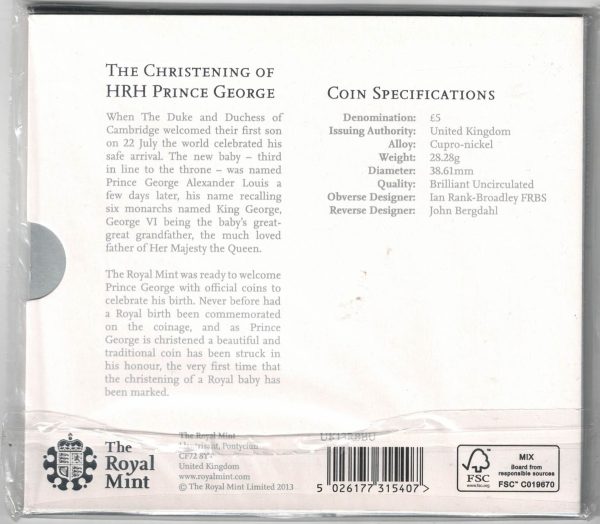 THE CHRISTENING OF
HRH PRINCE GEORGE
When The Duke and Duchess of
Cambridge welcomed their first son
on 22 July the world celebrated his
safe arrival. The new baby – third
in line to the throne – was named
Prince George Alexander Louis a
few days later, his name recalling
six monarchs named King George,
George VI being the baby's great-
great grandfather, the much loved
father of Her Majesty the Queen.
The Royal Mint was ready to welcome
Prince George with official coins to
celebrate his birth. Never before had
a Royal birth been commemorated
on the coinage, and as Prince
George is christened a beautiful and
traditional coin has been struck in
his honour, the very first time that
the christening of a Royal baby has
been marked.
COIN SPECIFICATIONS
Denomination: £5
Issuing Authority: United Kingdom
Alloy: Cupro-nickel
Weight: 28.28g
Diameter: 38.61mm
Quality: Brilliant Uncirculated
Obverse Designer: Ian Rank-Broadley FRBS
Reverse Designer: John Bergdahl
The
Royal
Mint
The Royal Mint
Llantrisant, Pontyclun
CF72 8YT
United Kingdom
www.royalmint.com
© The Royal Mint Limited 2013
5 026177 315407 >
FSC
www.fsc.org
MIX
Board from
responsible sources
FSC™ C019670